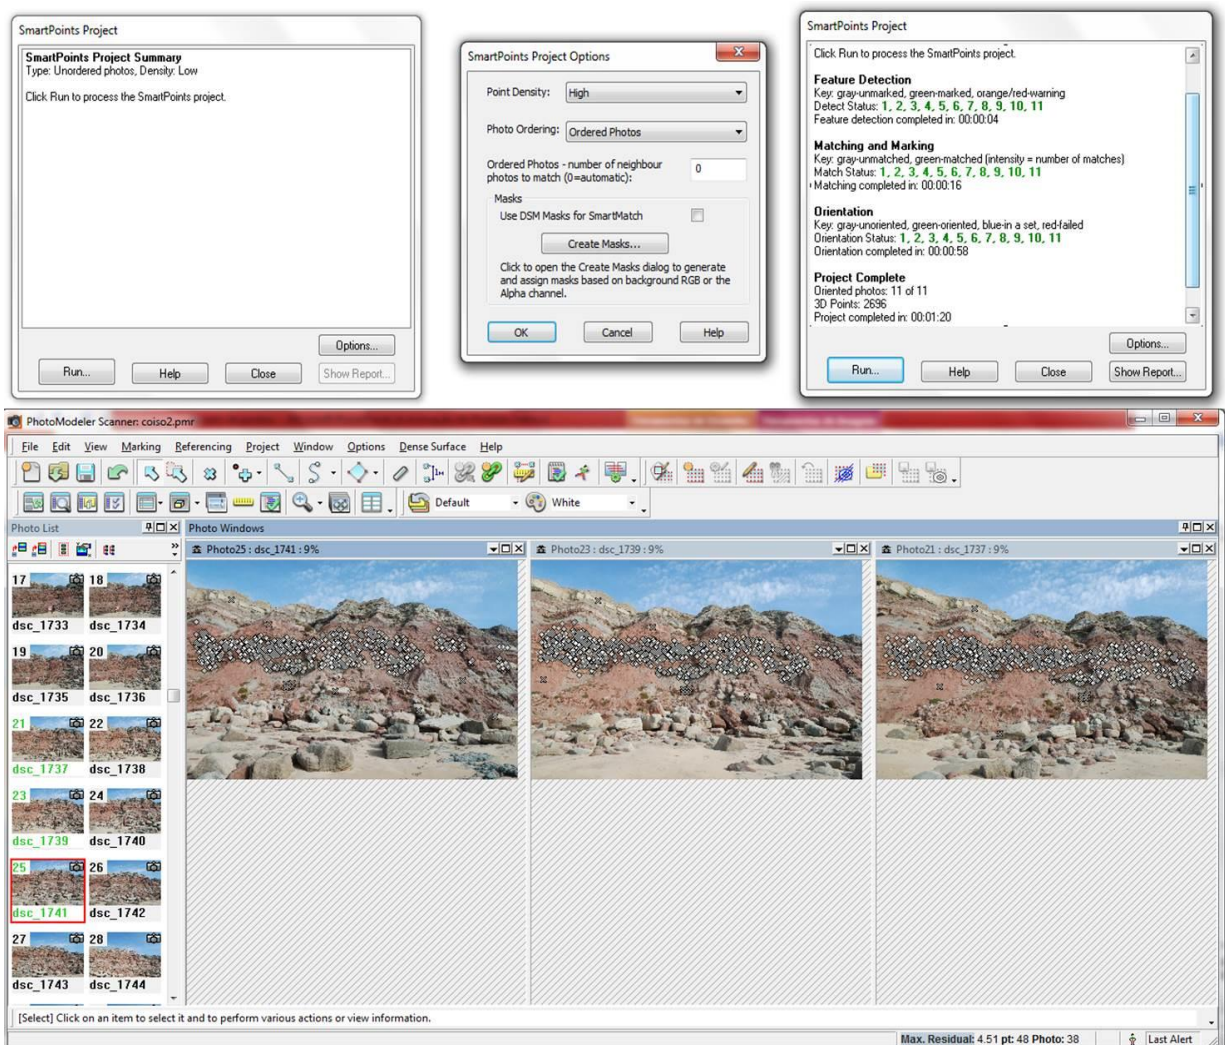 SmartPoints Project
SmartPoints Project Summary
Type: Unordered photos, Density: Low
Click Run to process the SmartPoints project.
Options...
Run...
Help
Close
Show Report...
SmartPoints Project Options
Point Density:
High
Photo Ordering:
Ordered Photos
Ordered Photos - number of neighbour
photos to match (0=automatic):
0
Masks
Use DSM Masks for SmartMatch
Create Masks...
Click to open the Create Masks dialog to generate
and assign masks based on background RGB or the
Alpha channel.
OK
Cancel
Help
SmartPoints Project
Click Run to process the SmartPoints project.
Feature Detection
Key: gray-unmarked, green-marked, orange/red-warning
Detect Status: 1, 2, 3, 4, 5, 6, 7, 8, 9, 10, 11
Feature detection completed in: 00:00:04
Matching and Marking
Key: gray-unmatched, green-matched (intensity = number of matches)
Match Status: 1, 2, 3, 4, 5, 6, 7, 8, 9, 10, 11
Matching completed in: 00:00:16
Orientation
Key: gray-unoriented, green-oriented, blue-in a set, red-failed
Orientation Status: 1, 2, 3, 4, 5, 6, 7, 8, 9, 10, 11
Orientation completed in: 00:00:58
Project Complete
Oriented photos: 11 of 11
3D Points: 2696
Project completed in: 00:01:20
Options...
Run...
Help
Close
Show Report...
PhotoModeler Scanner: coiso2.pmr
File Edit View Marking Referencing Project Window Options Dense Surface Help
Default
White
Photo List
Photo Windows
Photo25 : dsc_1741 : 9%
Photo23 : dsc_1739 : 9%
Photo21 : dsc_1737 : 9%
17 18
dsc_1733 dsc_1734
19 20
dsc_1735 dsc_1736
21 22
dsc_1737 dsc_1738
23 24
dsc_1739 dsc_1740
25 26
dsc_1741 dsc_1742
27 28
dsc_1743 dsc_1744
[Select] Click on an item to select it and to perform various actions or view information.
Max. Residual: 4.51 pt: 48 Photo: 38
Last Alert